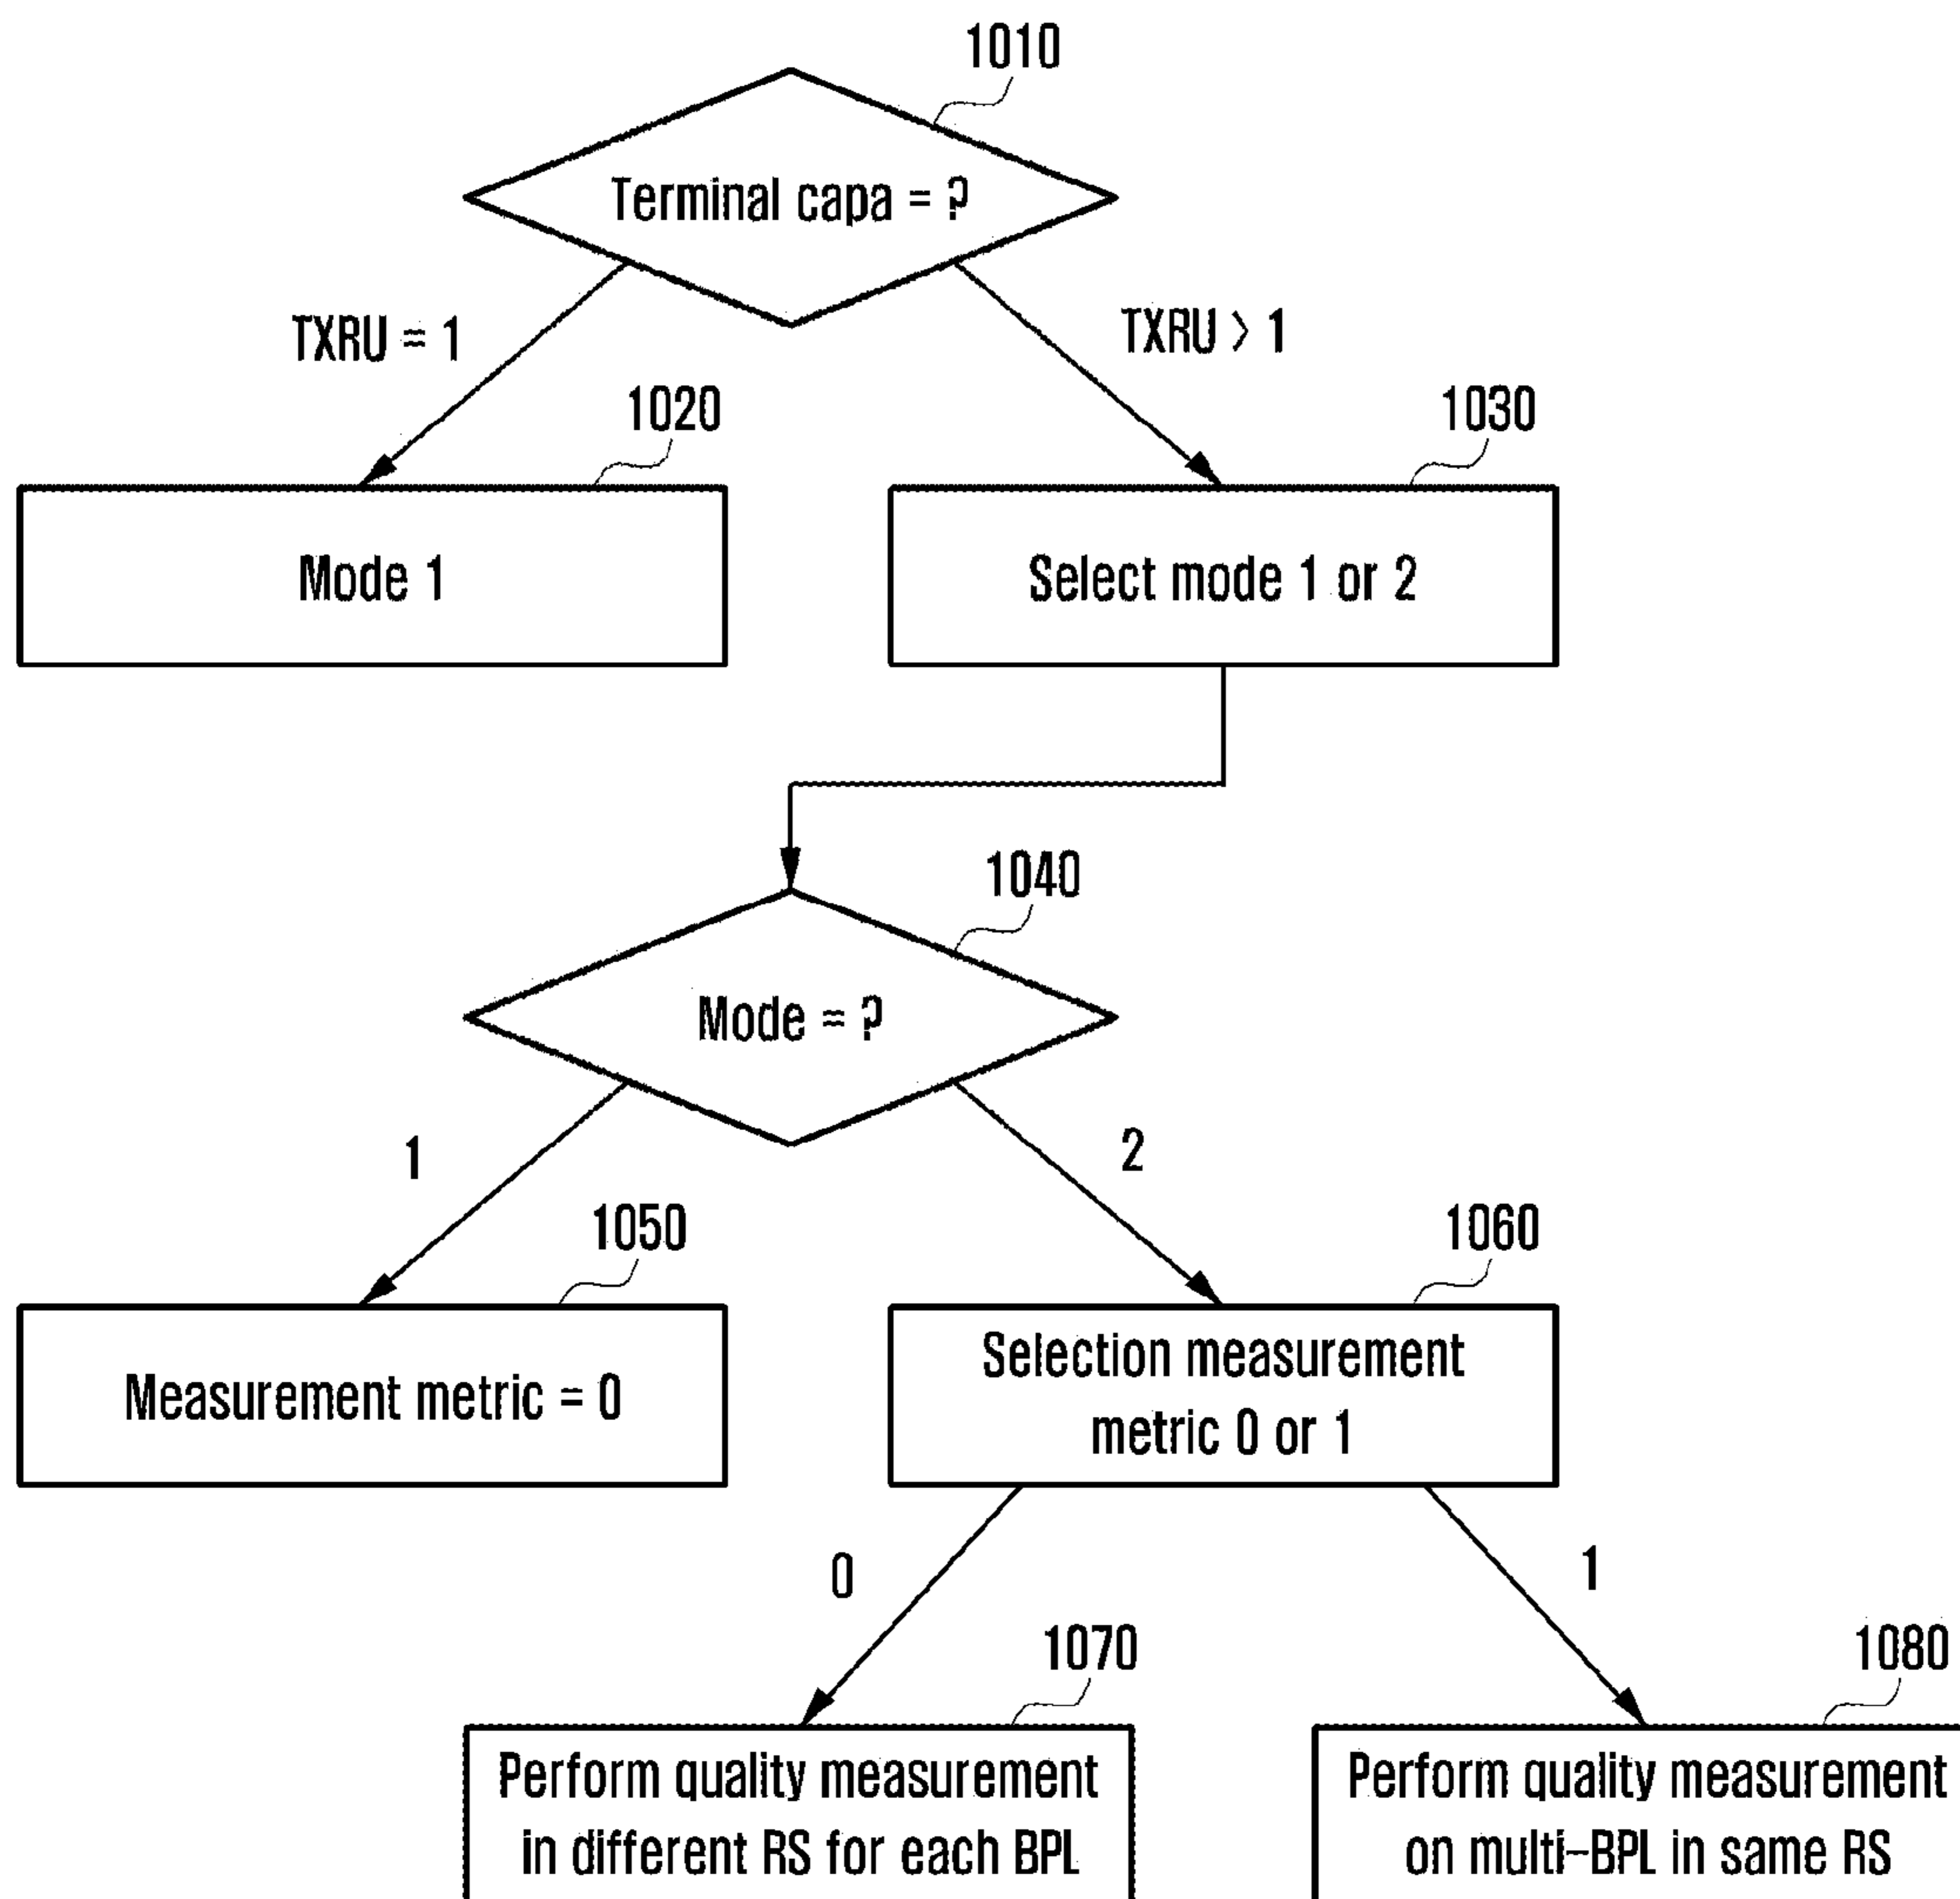 1010
Terminal capa = ?
TXRU = 1
TXRU > 1
1020
1030
Mode 1
Select mode 1 or 2
1040
Mode = ?
1
2
1050
1060
Measurement metric = 0
Selection measurement
metric 0 or 1
0
1
1070
1080
Perform quality measurement
in different RS for each BPL
Perform quality measurement
on multi-BPL in same RS